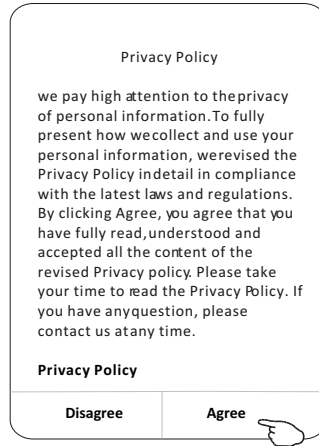 Privacy Policy
we pay high attention to theprivacy
of personal information.To fully
present how wecollect and use your
personal information, werevised the
Privacy Policy indetail in compliance
with the latest laws and regulations.
By clicking Agree, you agree that you
have fully read,understood and
accepted all the content of the
revised Privacy policy. Please take
your time to read the Privacy Policy. If
you have anyquestion, please
contact us atany time.
Privacy Policy
Disagree Agree